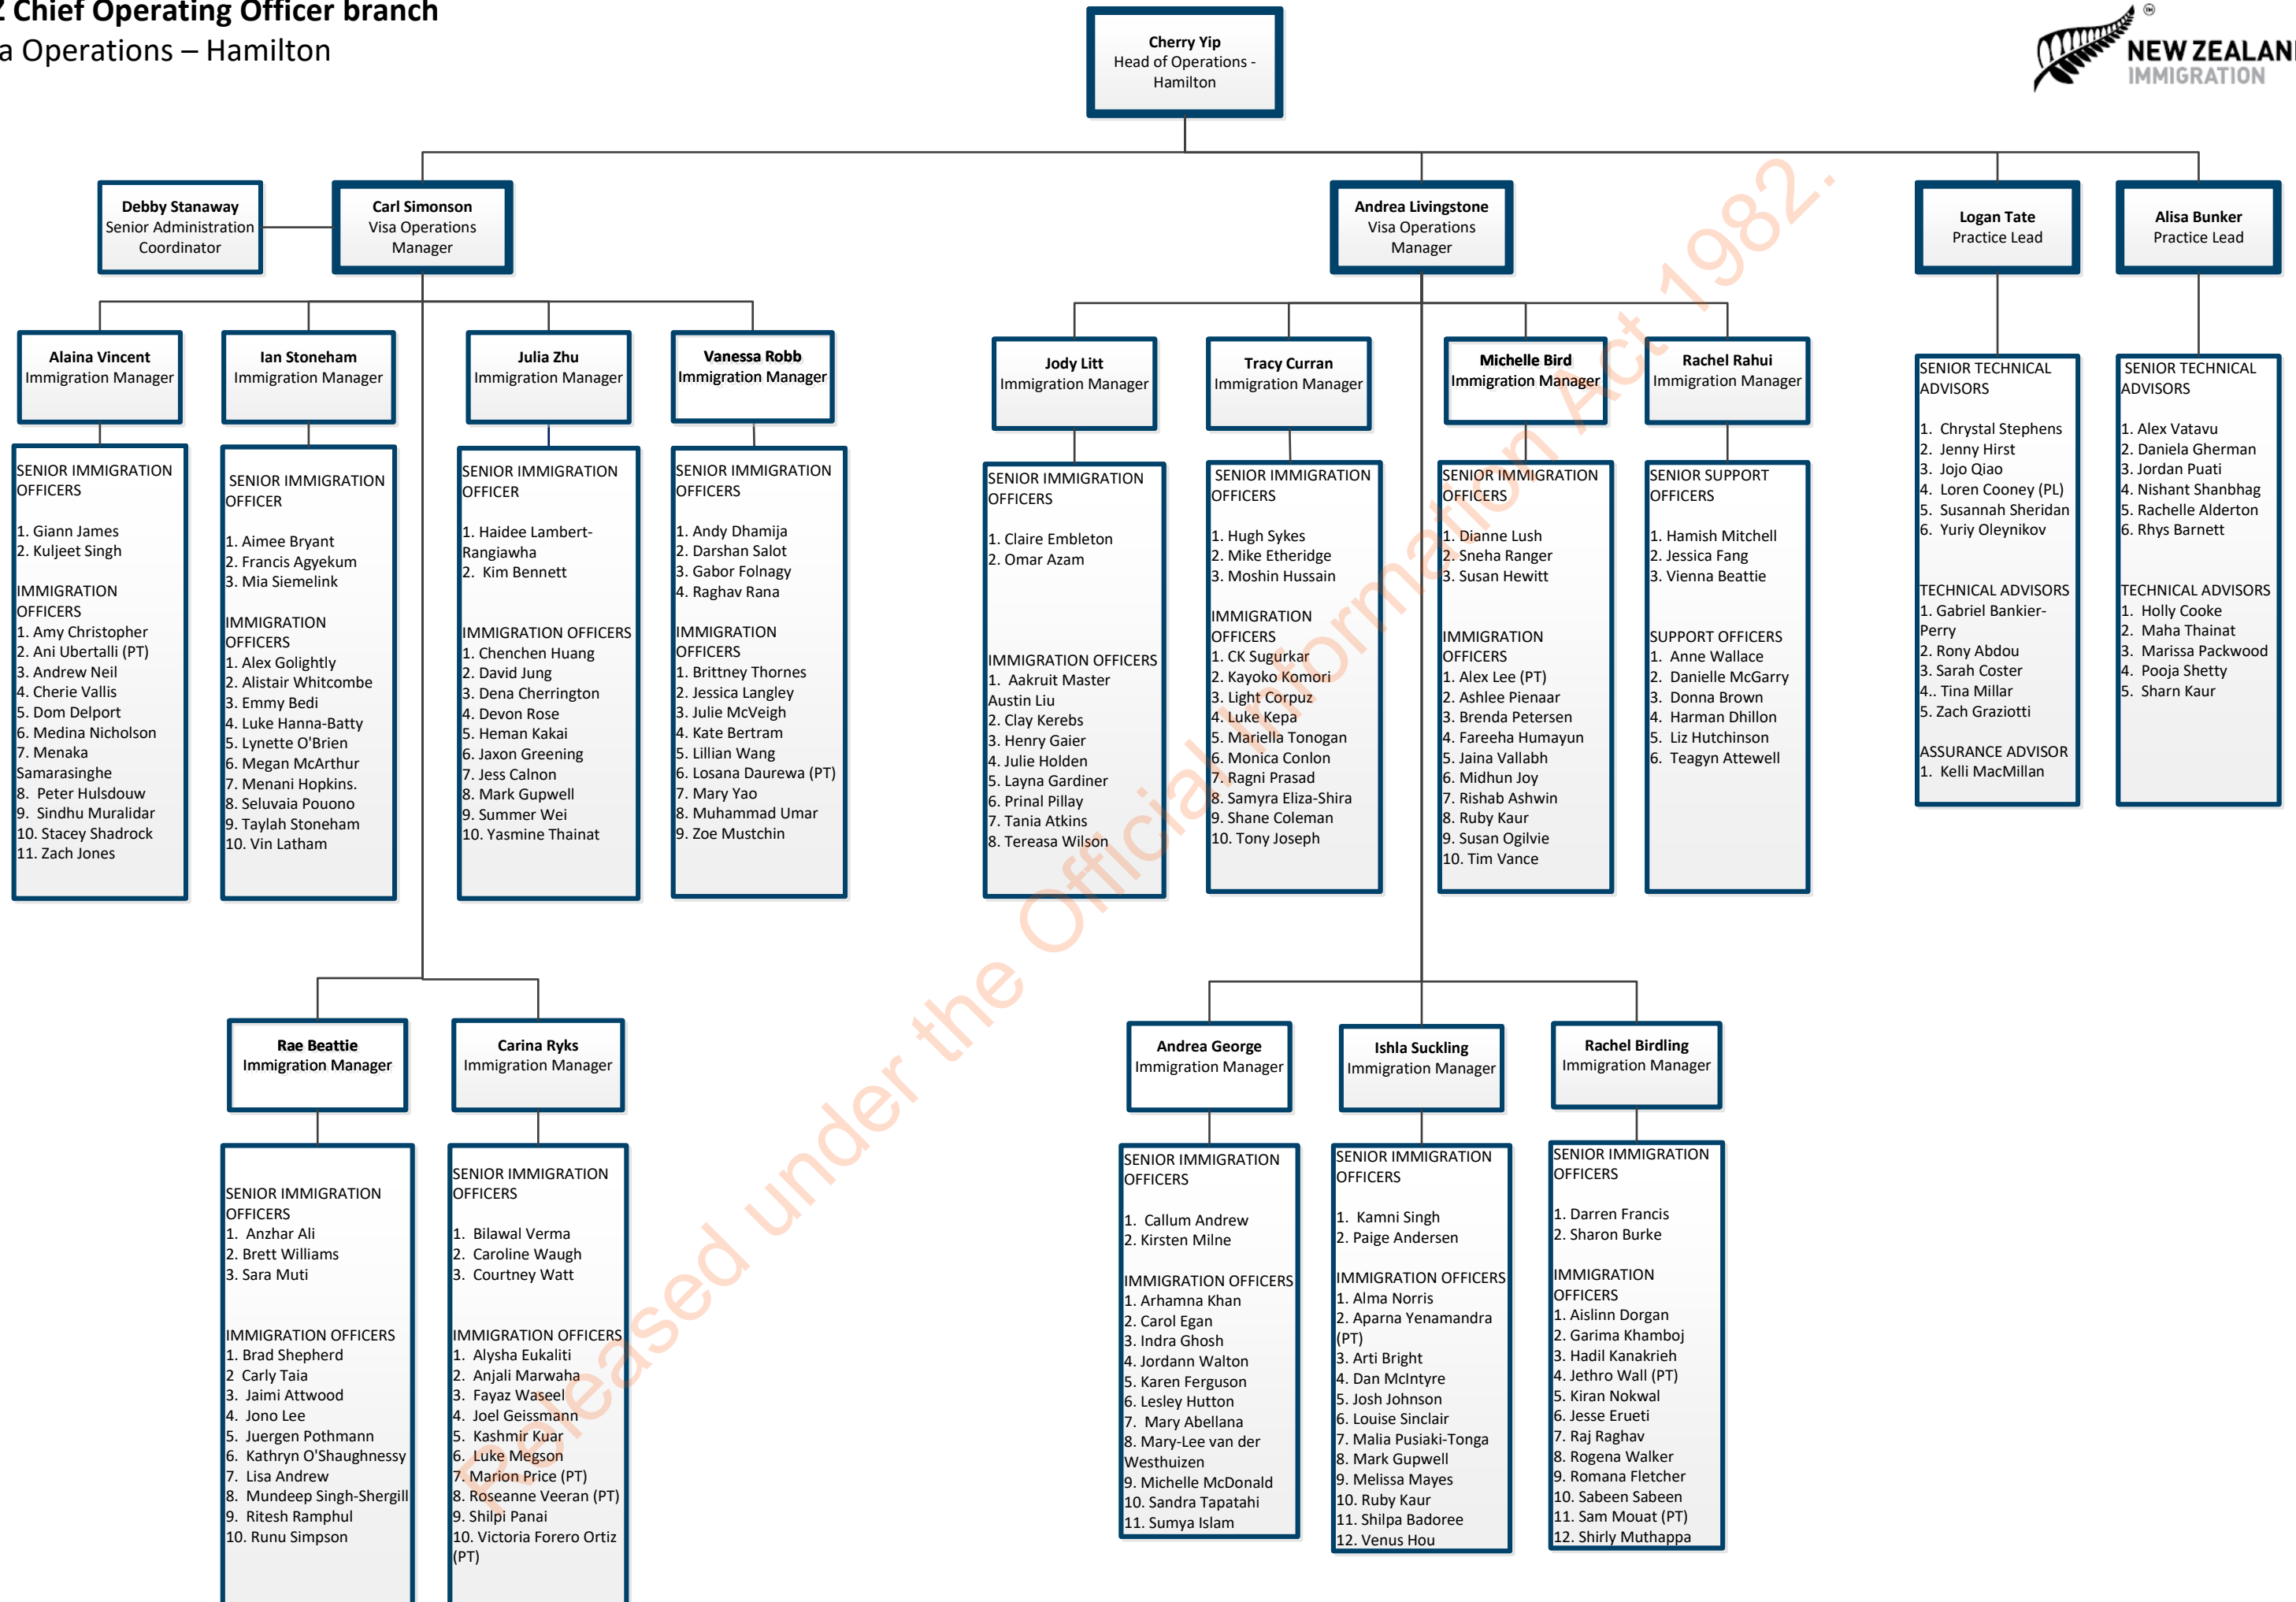 Z Chief Operating Officer branch
a Operations – Hamilton
NEW ZEALAN
IMMIGRATION
Cherry Yip
Head of Operations -
Hamilton
Debby Stanaway
Senior Administration
Coordinator
Carl Simonson
Visa Operations
Manager
Andrea Livingstone
Visa Operations
Manager
Logan Tate
Practice Lead
Alisa Bunker
Practice Lead
Alaina Vincent
Immigration Manager
Ian Stoneham
Immigration Manager
Julia Zhu
Immigration Manager
Vanessa Robb
Immigration Manager
Jody Litt
Immigration Manager
Tracy Curran
Immigration Manager
Michelle Bird
Immigration Manager
Rachel Rahui
Immigration Manager
SENIOR IMMIGRATION
OFFICERS
1. Giann James
2. Kuljeet Singh
IMMIGRATION
OFFICERS
1. Amy Christopher
2. Ani Ubertalli (PT)
3. Andrew Neil
4. Cherie Vallis
5. Dom Delport
6. Medina Nicholson
7. Menaka
Samarasinghe
8. Peter Hulsdouw
9. Sindhu Muralidar
10. Stacey Shadrock
11. Zach Jones
SENIOR IMMIGRATION
OFFICER
1. Aimee Bryant
2. Francis Agyekum
3. Mia Siemelink
IMMIGRATION
OFFICERS
1. Alex Golightly
2. Alistair Whitcombe
3. Emmy Bedi
4. Luke Hanna-Batty
5. Lynette O'Brien
6. Megan McArthur
7. Menani Hopkins.
8. Seluvaia Pouono
9. Taylah Stoneham
10. Vin Latham
SENIOR IMMIGRATION
OFFICER
1. Haidee Lambert-
Rangiawha
2. Kim Bennett
IMMIGRATION OFFICERS
1. Chenchen Huang
2. David Jung
3. Dena Cherrington
4. Devon Rose
5. Heman Kakai
6. Jaxon Greening
7. Jess Calnon
8. Mark Gupwell
9. Summer Wei
10. Yasmine Thainat
SENIOR IMMIGRATION
OFFICERS
1. Andy Dhamija
2. Darshan Salot
3. Gabor Folnagy
4. Raghav Rana
IMMIGRATION
OFFICERS
1. Brittney Thornes
2. Jessica Langley
3. Julie McVeigh
4. Kate Bertram
5. Lillian Wang
6. Losana Daurewa (PT)
7. Mary Yao
8. Muhammad Umar
9. Zoe Mustchin
SENIOR IMMIGRATION
OFFICERS
1. Claire Embleton
2. Omar Azam
IMMIGRATION OFFICERS
1. Aakruit Master
Austin Liu
2. Clay Kerebs
3. Henry Gaier
4. Julie Holden
5. Layna Gardiner
6. Prinal Pillay
7. Tania Atkins
8. Tereasa Wilson
SENIOR IMMIGRATION
OFFICERS
1. Hugh Sykes
2. Mike Etheridge
3. Moshin Hussain
IMMIGRATION
OFFICERS
1. CK Sugurkar
2. Kayoko Komori
3. Light Corpuz
4. Luke Kepa
5. Mariella Tonogan
6. Monica Conlon
7. Ragni Prasad
8. Samyra Eliza-Shira
9. Shane Coleman
10. Tony Joseph
SENIOR IMMIGRATION
OFFICERS
1. Dianne Lush
2. Sneha Ranger
3. Susan Hewitt
IMMIGRATION
OFFICERS
1. Alex Lee (PT)
2. Ashlee Pienaar
3. Brenda Petersen
4. Fareeha Humayun
5. Jaina Vallabh
6. Midhun Joy
7. Rishab Ashwin
8. Ruby Kaur
9. Susan Ogilvie
10. Tim Vance
SENIOR SUPPORT
OFFICERS
1. Hamish Mitchell
2. Jessica Fang
3. Vienna Beattie
SUPPORT OFFICERS
1. Anne Wallace
2. Danielle McGarry
3. Donna Brown
4. Harman Dhillon
5. Liz Hutchinson
6. Teagyn Attewell
SENIOR TECHNICAL
ADVISORS
1. Chrystal Stephens
2. Jenny Hirst
3. Jojo Qiao
4. Loren Cooney (PL)
5. Susannah Sheridan
6. Yuriy Oleynikov
TECHNICAL ADVISORS
1. Gabriel Bankier-
Perry
2. Rony Abdou
3. Sarah Coster
4.. Tina Millar
5. Zach Graziotti
ASSURANCE ADVISOR
1. Kelli MacMillan
SENIOR TECHNICAL
ADVISORS
1. Alex Vatavu
2. Daniela Gherman
3. Jordan Puati
4. Nishant Shanbhag
5. Rachelle Alderton
6. Rhys Barnett
TECHNICAL ADVISORS
1. Holly Cooke
2. Maha Thainat
3. Marissa Packwood
4. Pooja Shetty
5. Sharn Kaur
Rae Beattie
Immigration Manager
Carina Ryks
Immigration Manager
Andrea George
Immigration Manager
Ishla Suckling
Immigration Manager
Rachel Birdling
Immigration Manager
SENIOR IMMIGRATION
OFFICERS
1. Anzhar Ali
2. Brett Williams
3. Sara Muti
IMMIGRATION OFFICERS
1. Brad Shepherd
2 Carly Taia
3. Jaimi Attwood
4. Jono Lee
5. Juergen Pothmann
6. Kathryn O'Shaughnessy
7. Lisa Andrew
8. Mundeep Singh-Shergill
9. Ritesh Ramphul
10. Runu Simpson
SENIOR IMMIGRATION
OFFICERS
1. Bilawal Verma
2. Caroline Waugh
3. Courtney Watt
IMMIGRATION OFFICERS
1. Alysha Eukaliti
2. Anjali Marwaha
3. Fayaz Waseel
4. Joel Geissmann
5. Kashmir Kuar
6. Luke Megson
7. Marion Price (PT)
8. Roseanne Veeran (PT)
9. Shilpi Panai
10. Victoria Forero Ortiz
(PT)
SENIOR IMMIGRATION
OFFICERS
1. Callum Andrew
2. Kirsten Milne
IMMIGRATION OFFICERS
1. Arhamna Khan
2. Carol Egan
3. Indra Ghosh
4. Jordann Walton
5. Karen Ferguson
6. Lesley Hutton
7. Mary Abellana
8. Mary-Lee van der
Westhuizen
9. Michelle McDonald
10. Sandra Tapatahi
11. Sumya Islam
SENIOR IMMIGRATION
OFFICERS
1. Kamni Singh
2. Paige Andersen
IMMIGRATION OFFICERS
1. Alma Norris
2. Aparna Yenamandra
(PT)
3. Arti Bright
4. Dan McIntyre
5. Josh Johnson
6. Louise Sinclair
7. Malia Pusiaki-Tonga
8. Mark Gupwell
9. Melissa Mayes
10. Ruby Kaur
11. Shilpa Badoree
12. Venus Hou
SENIOR IMMIGRATION
OFFICERS
1. Darren Francis
2. Sharon Burke
IMMIGRATION
OFFICERS
1. Aislinn Dorgan
2. Garima Khamboj
3. Hadil Kanakrieh
4. Jethro Wall (PT)
5. Kiran Nokwal
6. Jesse Erueti
7. Raj Raghav
8. Rogena Walker
9. Romana Fletcher
10. Sabeen Sabeen
11. Sam Mouat (PT)
12. Shirly Muthappa
Released under the Official Information Act 1982.